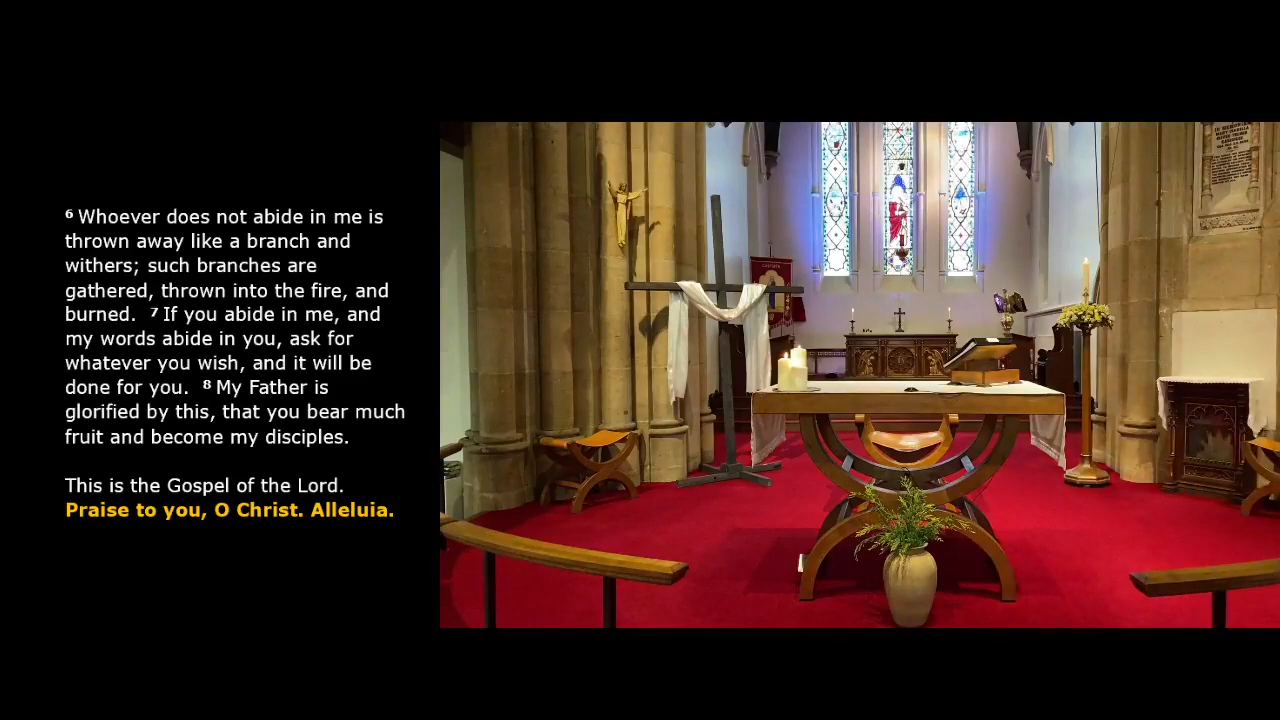 ⁶ Whoever does not abide in me is
thrown away like a branch and
withers; such branches are
gathered, thrown into the fire, and
burned. ⁷ If you abide in me, and
my words abide in you, ask for
whatever you wish, and it will be
done for you. ⁸ My Father is
glorified by this, that you bear much
fruit and become my disciples.
This is the Gospel of the Lord.
Praise to you, O Christ. Alleluia.